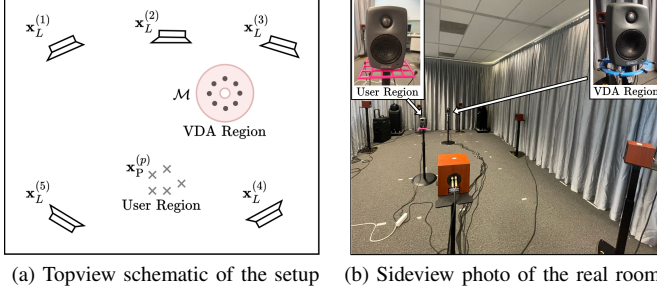 x_L^{(1)}
x_L^{(2)}
x_L^{(3)}
M
VDA Region
x_P^{(p)}
User Region
x_L^{(5)}
x_L^{(4)}
User Region
VDA Region
(a) Topview schematic of the setup
(b) Sideview photo of the real room